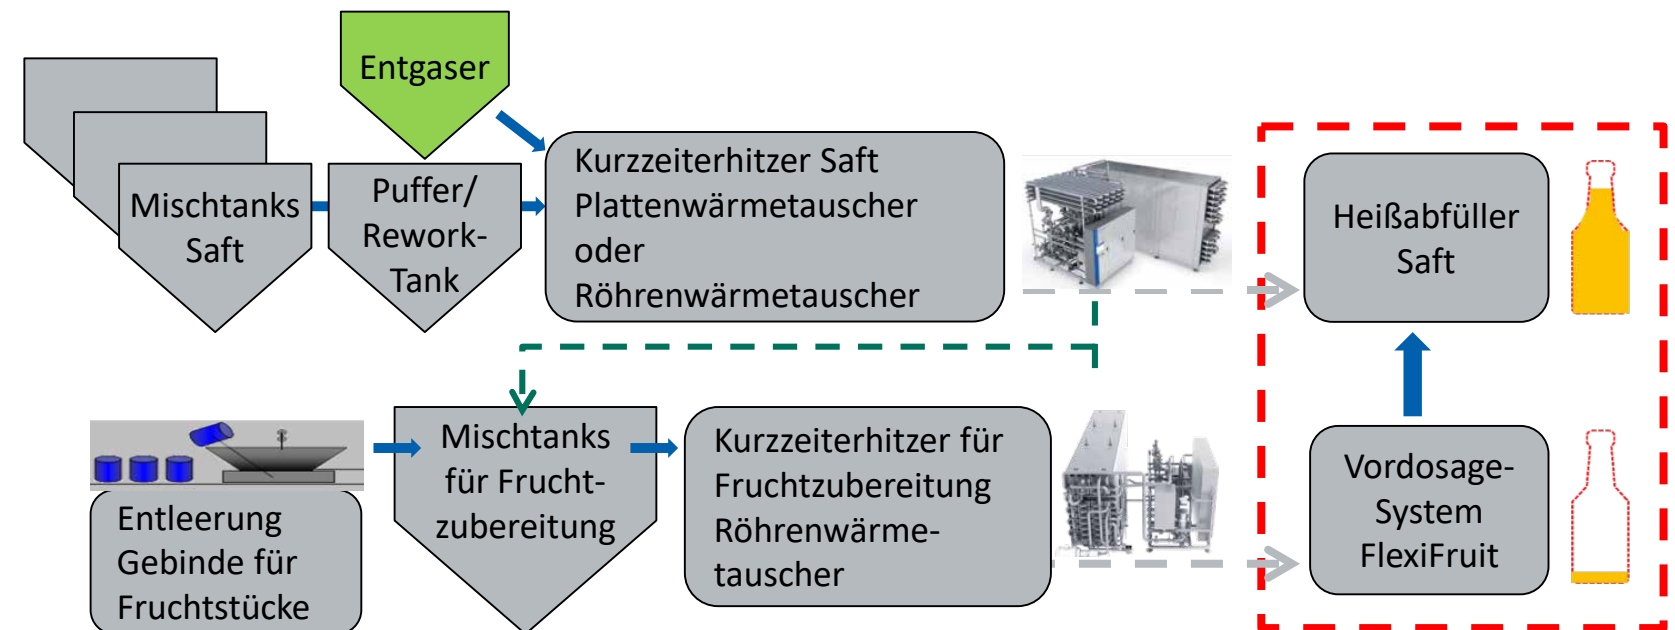 Entgaser
Mischtanks
Saft
Puffer/
Rework-
Tank
Kurzzeiterhitzer Saft
Plattenwärmetauscher
oder
Röhrenwärmetauscher
Heißabfüller
Saft
Entleerung
Gebinde für
Fruchtstücke
Mischtanks
für Frucht-
zubereitung
Kurzzeiterhitzer für
Fruchtzubereitung
Röhrenwärme-
tauscher
Vordosage-
System
FlexiFruit